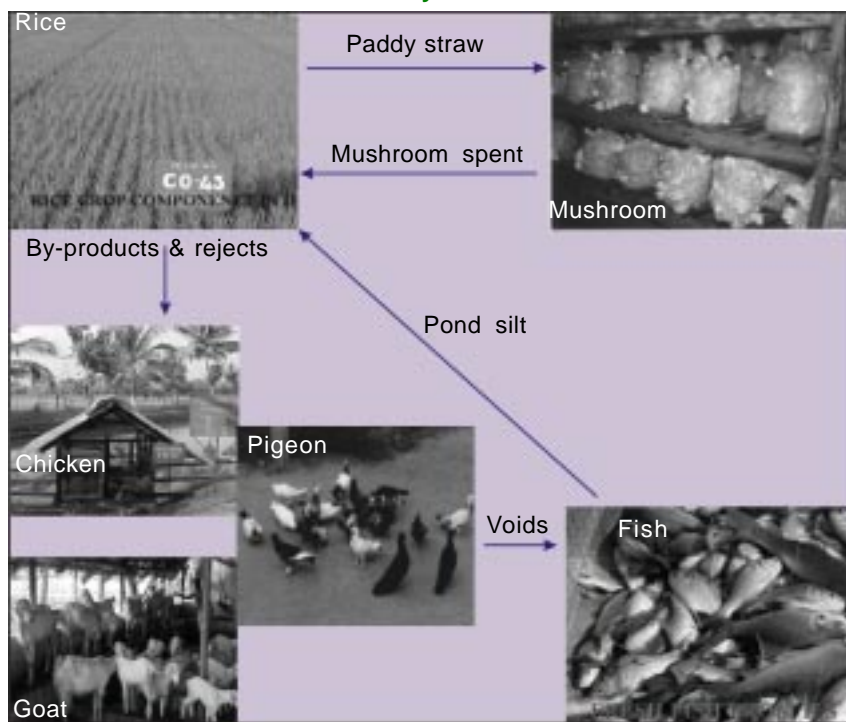 Rice
Paddy straw
Mushroom spent
CO-43
RICE CROP COMPONENT IN
Mushroom
By-products & rejects
Pond silt
Chicken
Pigeon
Voids
Fish
Goat